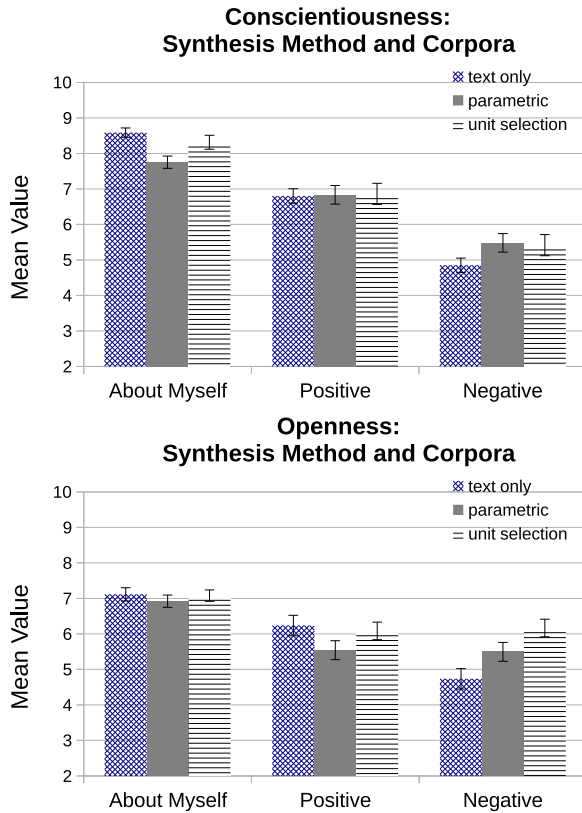 Conscientiousness:
Synthesis Method and Corpora
text only
parametric
unit selection
Mean Value
10
9
8
7
6
5
4
3
2
About Myself Positive Negative
Openness:
Synthesis Method and Corpora
text only
parametric
unit selection
Mean Value
10
9
8
7
6
5
4
3
2
About Myself Positive Negative